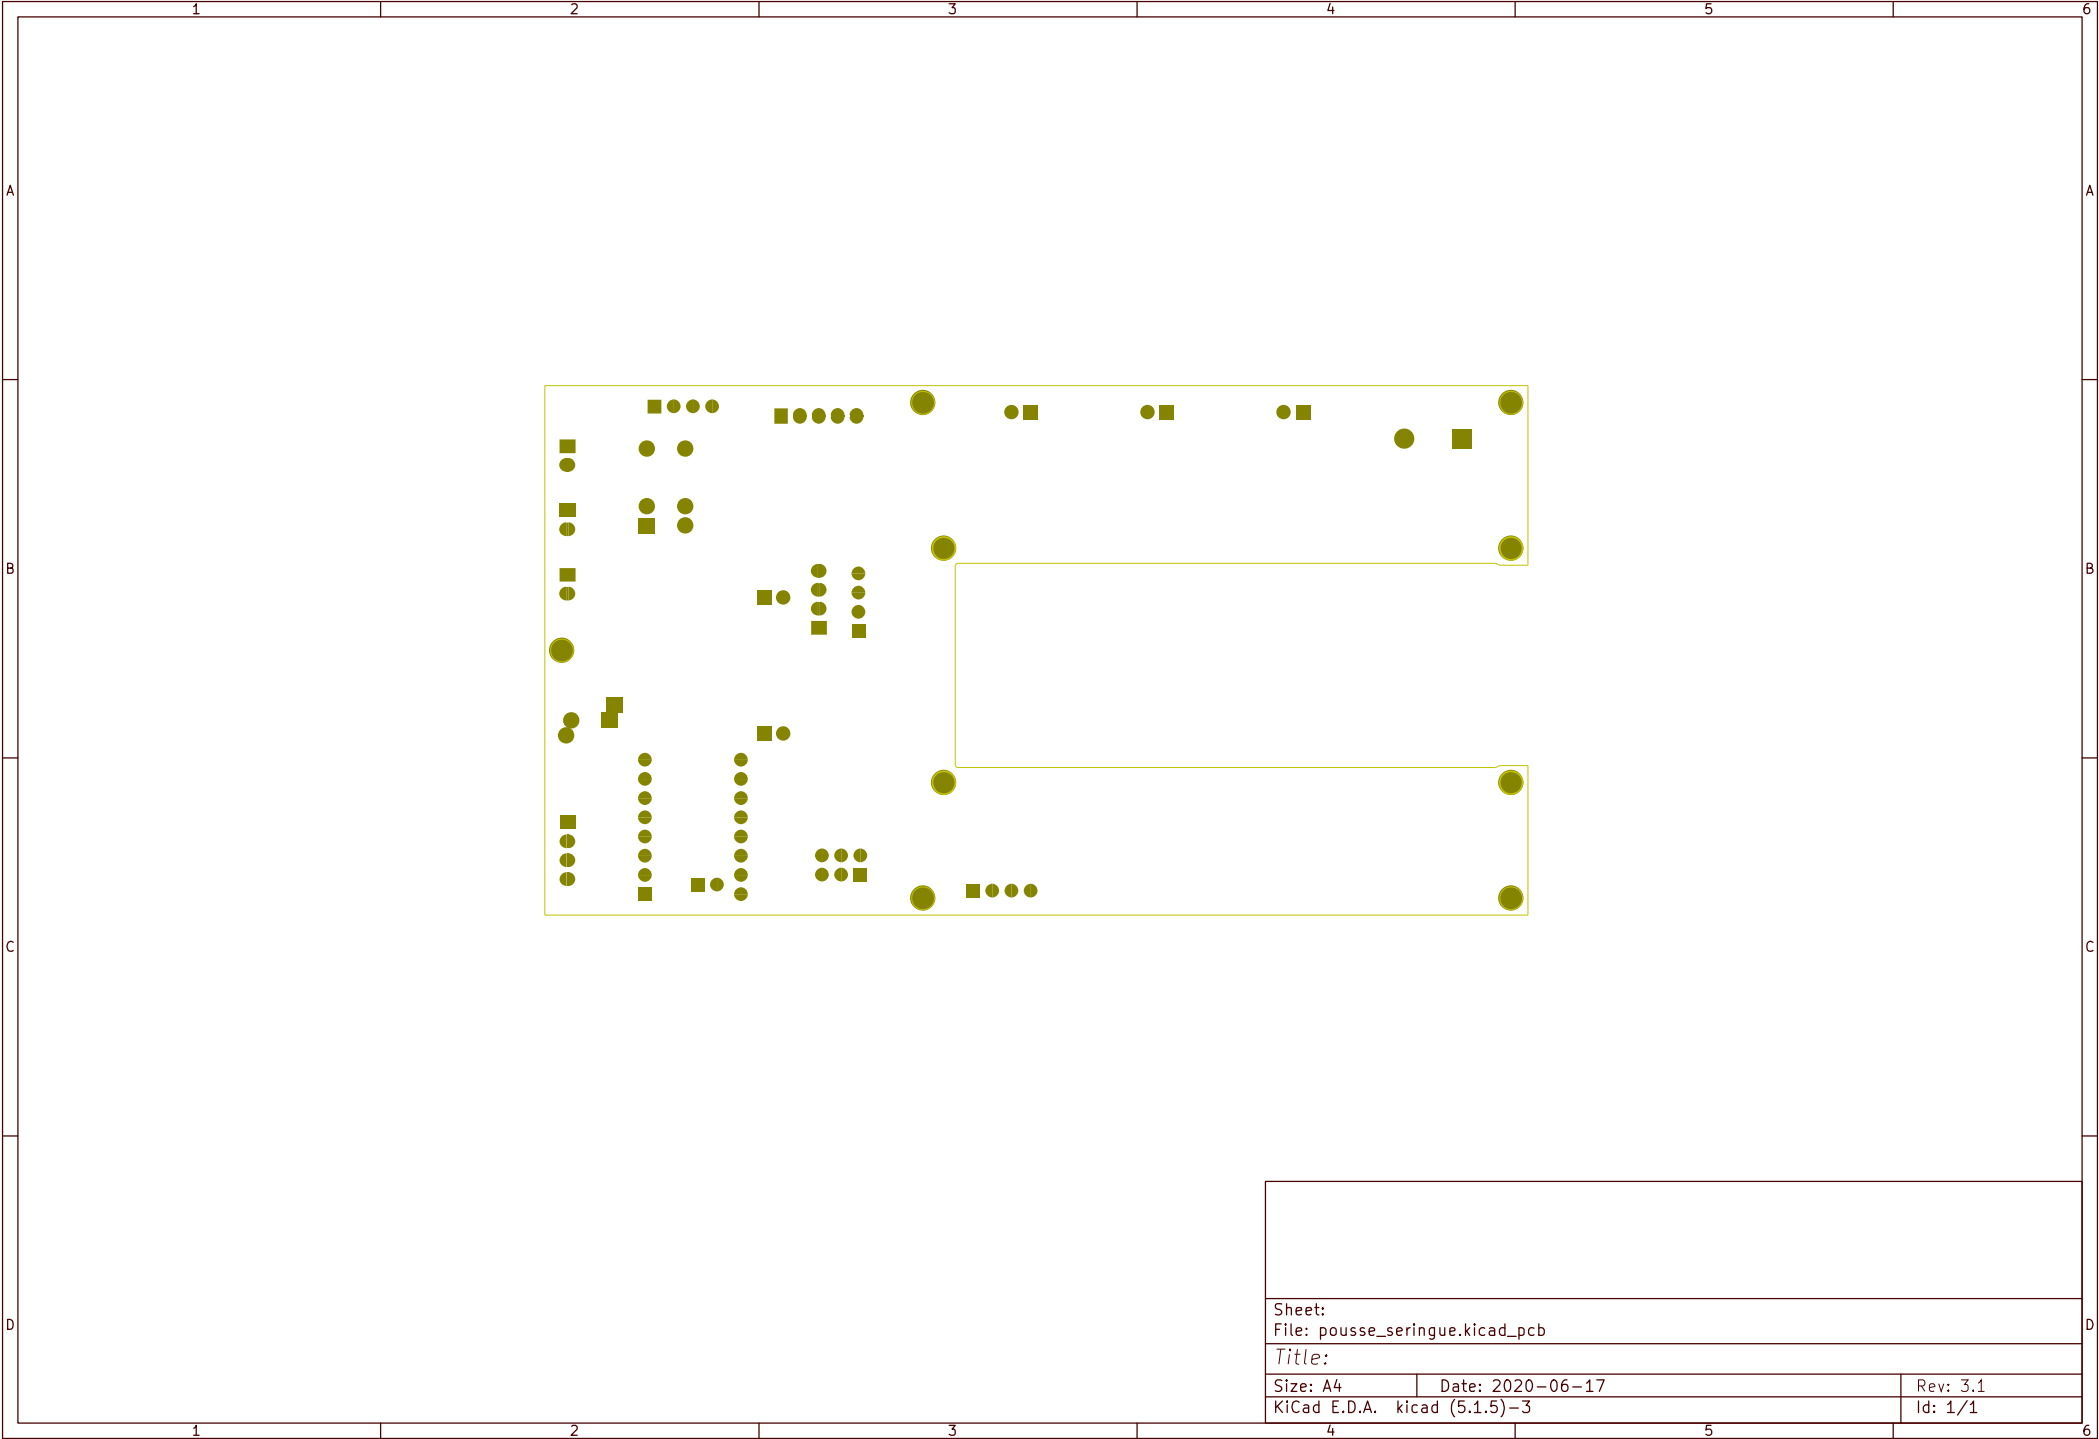 1 2 3 4 5 6
A A
B B
C C
D D
Sheet:
File: pousse_seringue.kicad_pcb
Title:
Size: A4 Date: 2020-06-17 Rev: 3.1
KiCad E.D.A. kicad (5.1.5)-3 Id: 1/1
1 2 3 4 5 6